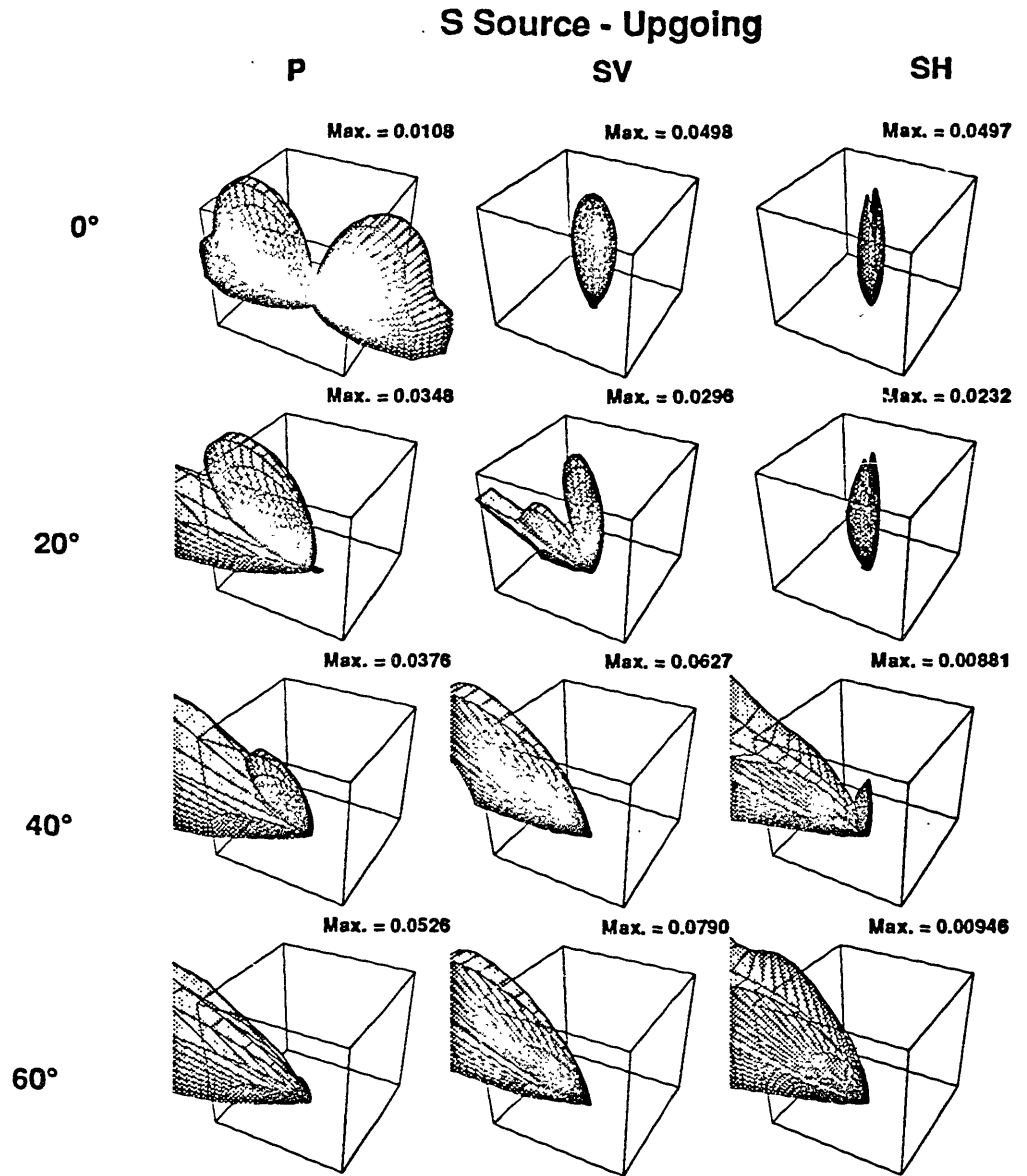 S Source - Upgoing
P SV SH
Max. = 0.0108 Max. = 0.0498 Max. = 0.0497
0°
Max. = 0.0348 Max. = 0.0296 Max. = 0.0232
20°
Max. = 0.0376 Max. = 0.0627 Max. = 0.00881
40°
Max. = 0.0526 Max. = 0.0790 Max. = 0.00946
60°